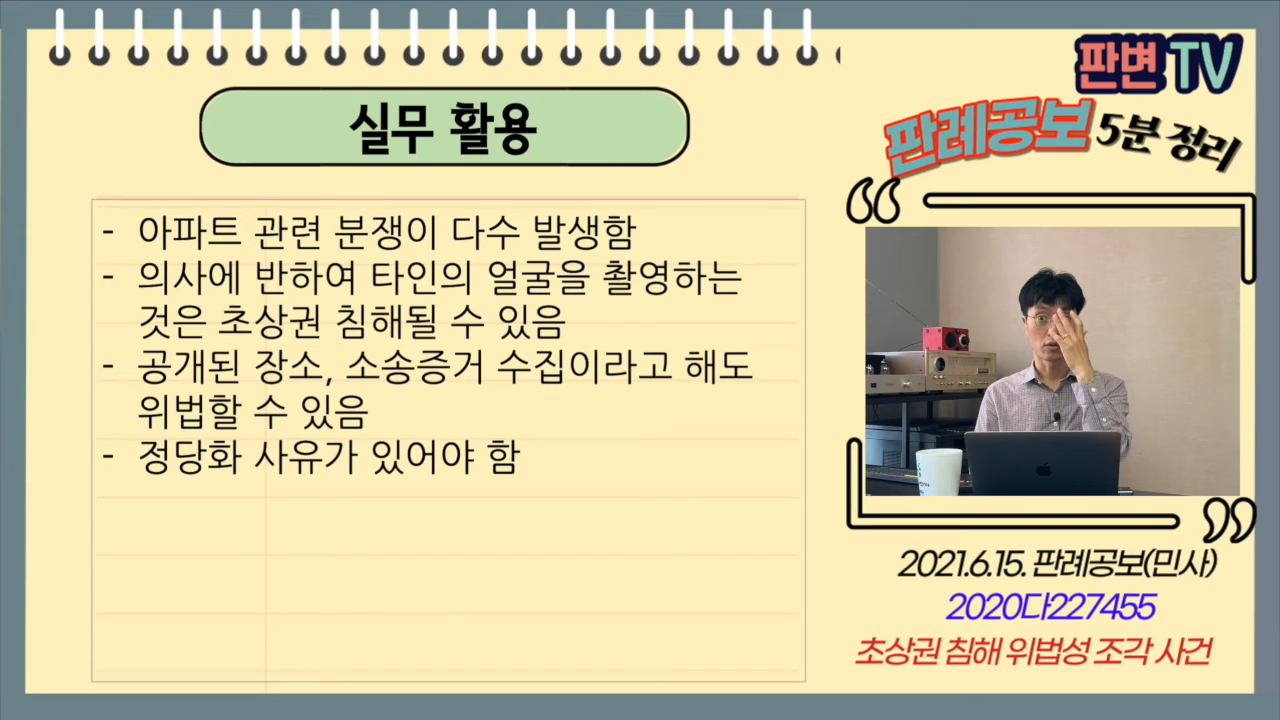 실무 활용
- 아파트 관련 분쟁이 다수 발생함
- 의사에 반하여 타인의 얼굴을 촬영하는
것은 초상권 침해될 수 있음
- 공개된 장소, 소송증거 수집이라고 해도
위법할 수 있음
- 정당화 사유가 있어야 함
판변 TV
판례공보 5분 정리
2021.6.15. 판례공보(민사)
2020다227455
초상권 침해 위법성 조각 사건